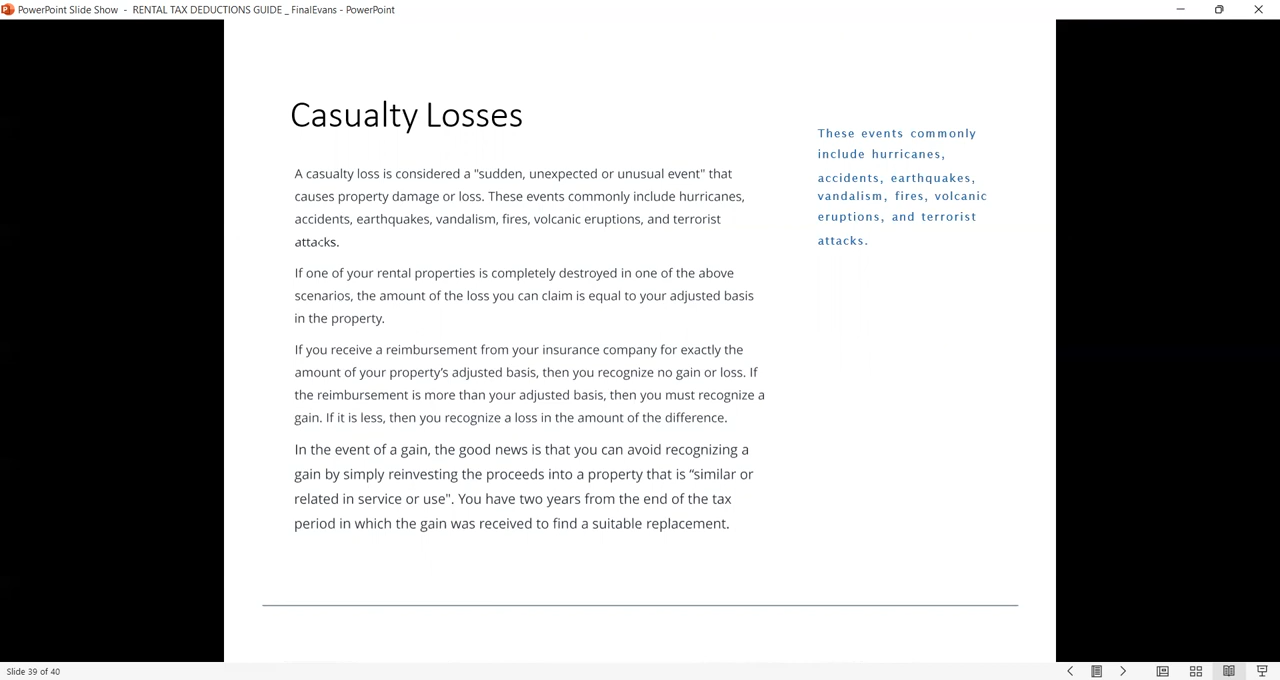 PowerPoint Slide Show - RENTAL TAX DEDUCTIONS GUIDE _ FinalEvans - PowerPoint
Casualty Losses
A casualty loss is considered a "sudden, unexpected or unusual event" that
causes property damage or loss. These events commonly include hurricanes,
accidents, earthquakes, vandalism, fires, volcanic eruptions, and terrorist
attacks.
If one of your rental properties is completely destroyed in one of the above
scenarios, the amount of the loss you can claim is equal to your adjusted basis
in the property.
If you receive a reimbursement from your insurance company for exactly the
amount of your property’s adjusted basis, then you recognize no gain or loss. If
the reimbursement is more than your adjusted basis, then you must recognize a
gain. If it is less, then you recognize a loss in the amount of the difference.
In the event of a gain, the good news is that you can avoid recognizing a
gain by simply reinvesting the proceeds into a property that is “similar or
related in service or use". You have two years from the end of the tax
period in which the gain was received to find a suitable replacement.
These events commonly
include hurricanes,
accidents, earthquakes,
vandalism, fires, volcanic
eruptions, and terrorist
attacks.
Slide 39 of 40